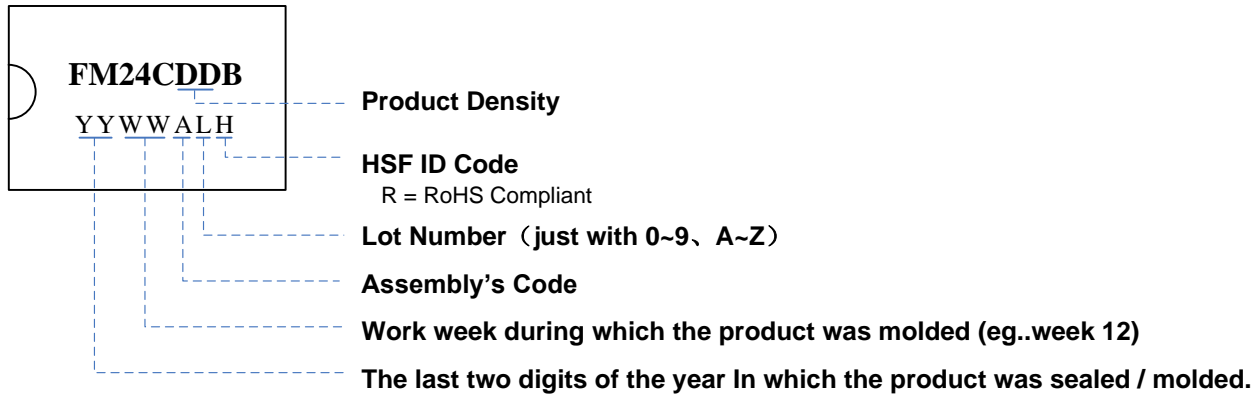 FM24CDDB
YYWWALH
Product Density
HSF ID Code
R = RoHS Compliant
Lot Number（just with 0~9、A~Z）
Assembly's Code
Work week during which the product was molded (eg..week 12)
The last two digits of the year In which the product was sealed / molded.